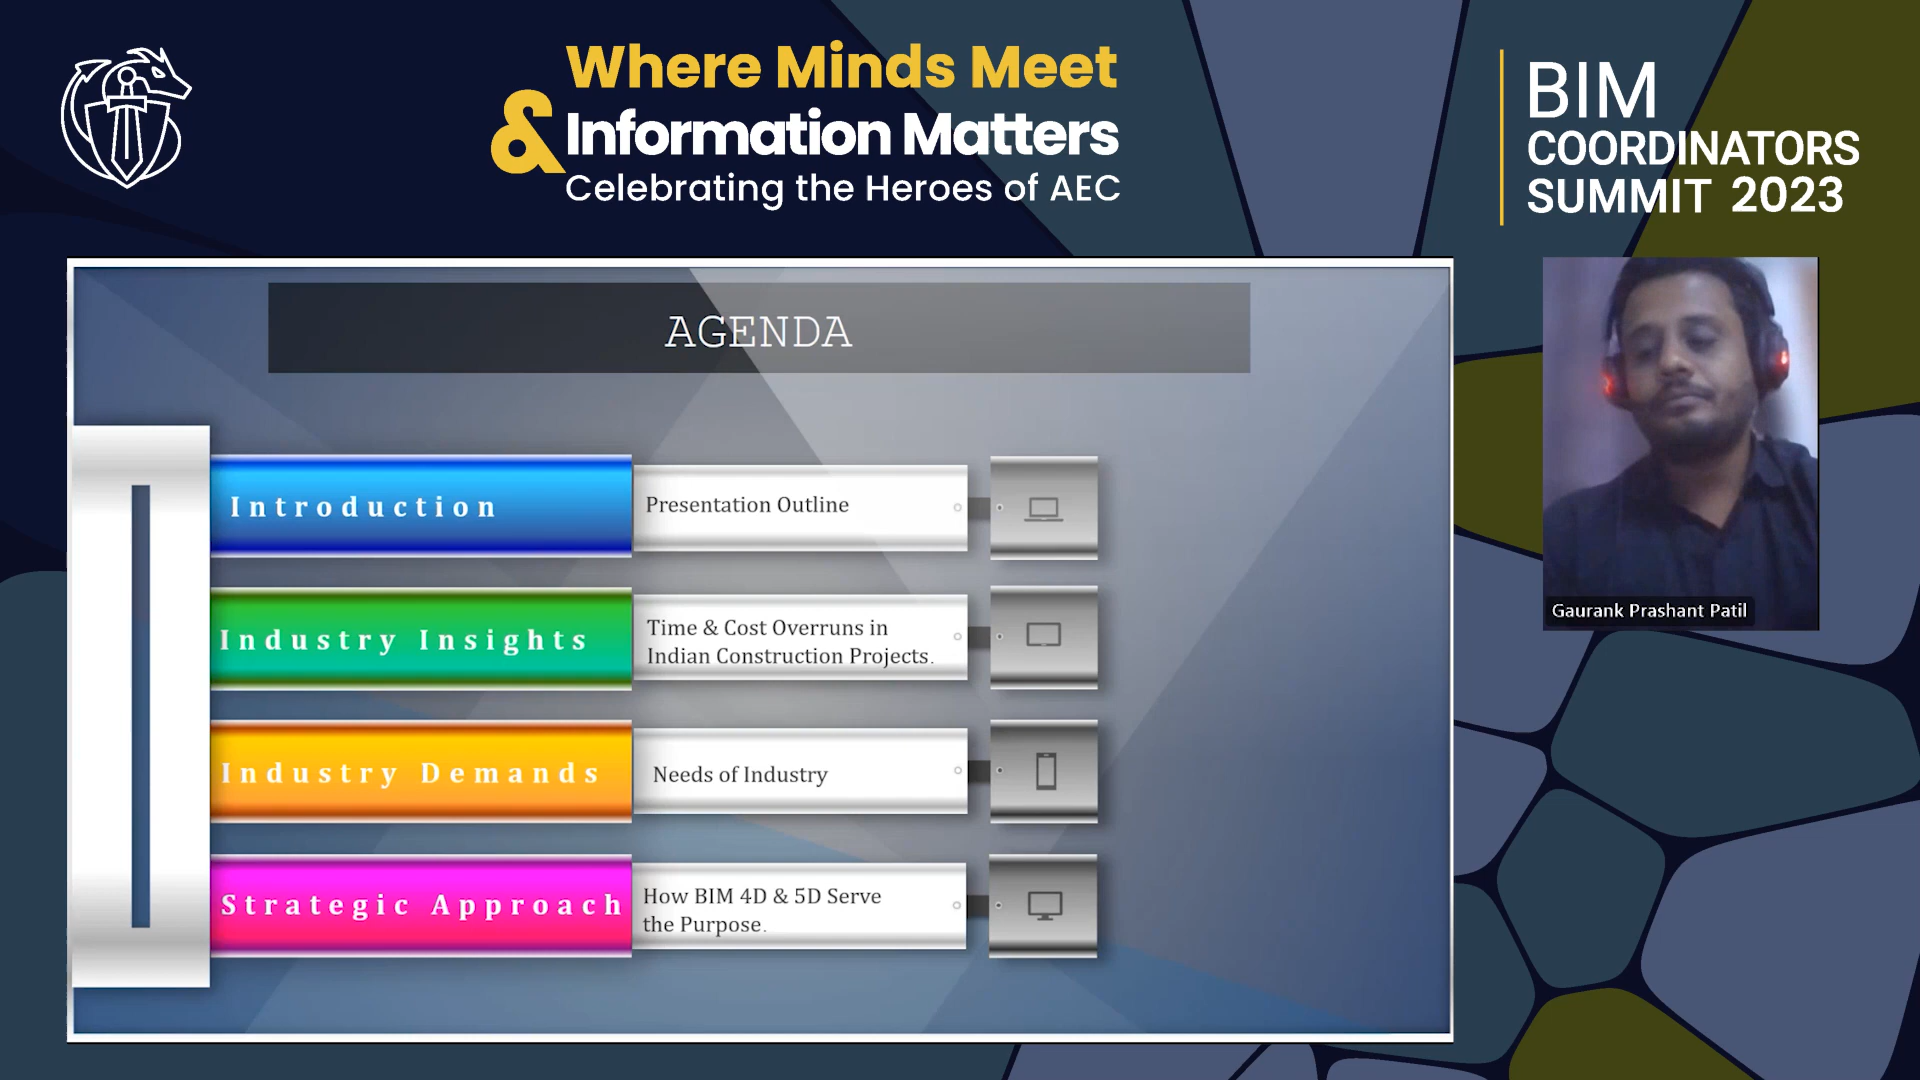 Where Minds Meet
& Information Matters
Celebrating the Heroes of AEC
BIM
COORDINATORS
SUMMIT 2023
AGENDA
Introduction
Presentation Outline
Industry Insights
Time & Cost Overruns in
Indian Construction Projects.
Industry Demands
Needs of Industry
Strategic Approach
How BIM 4D & 5D Serve
the Purpose.
Gaurank Prashant Patil